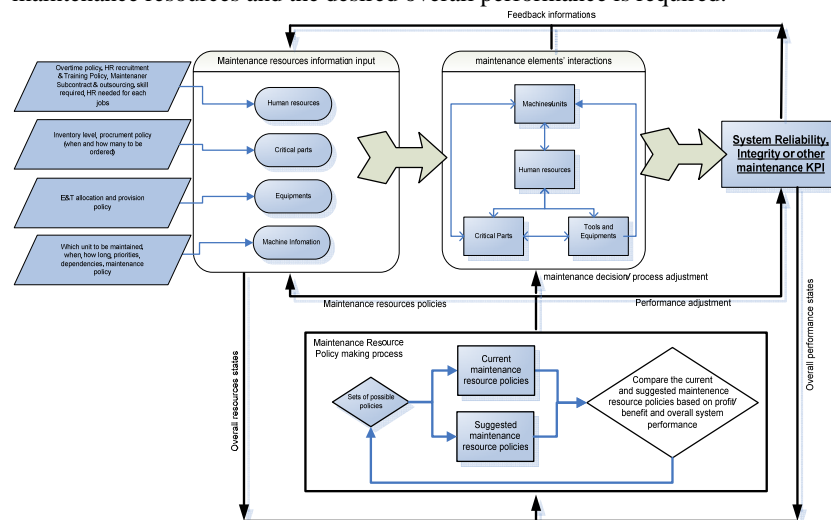 maintenance resources and the desired overall performance is required.
Feedback informations
Maintenance resources information input
maintenance elements' interactions
Overtime policy, HR recruitment
& Training Policy, Maintenaner
Subcontract & outsourcing, skill
required, HR needed for each
jobs
Human resources
Inventory level, procurment policy
(when and how many to be
ordered)
Critical parts
E&T allocation and provision
policy
Equipments
Which unit to be maintained,
when, how long, priorities,
dependencies, maintenance
policy
Machine Infomation
Machines/units
Human resources
Critical Parts
Tools and
Equipments
System Reliability,
Integrity or other
maintenance KPI
maintenance decision/ process adjustment
Maintenance resources policies
Performance adjustment
Overall resources states
Overall performance states
Maintenance Resource
Policy making process
Sets of possible
policies
Current
maintenance
resource policies
Suggested
maintenance
resource policies
Compare the current
and suggested maintenence
resource policies based on profit/
benefit and overall system
performance